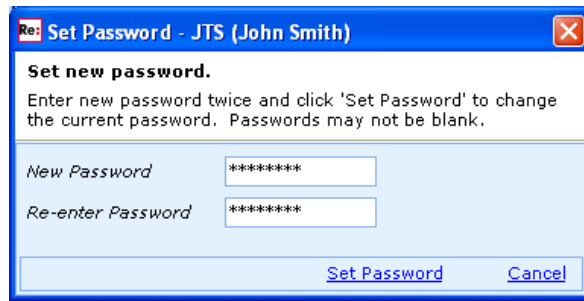 Re: Set Password - JTS (John Smith)
Set new password.
Enter new password twice and click 'Set Password' to change
the current password. Passwords may not be blank.
New Password ********
Re-enter Password ********
Set Password Cancel